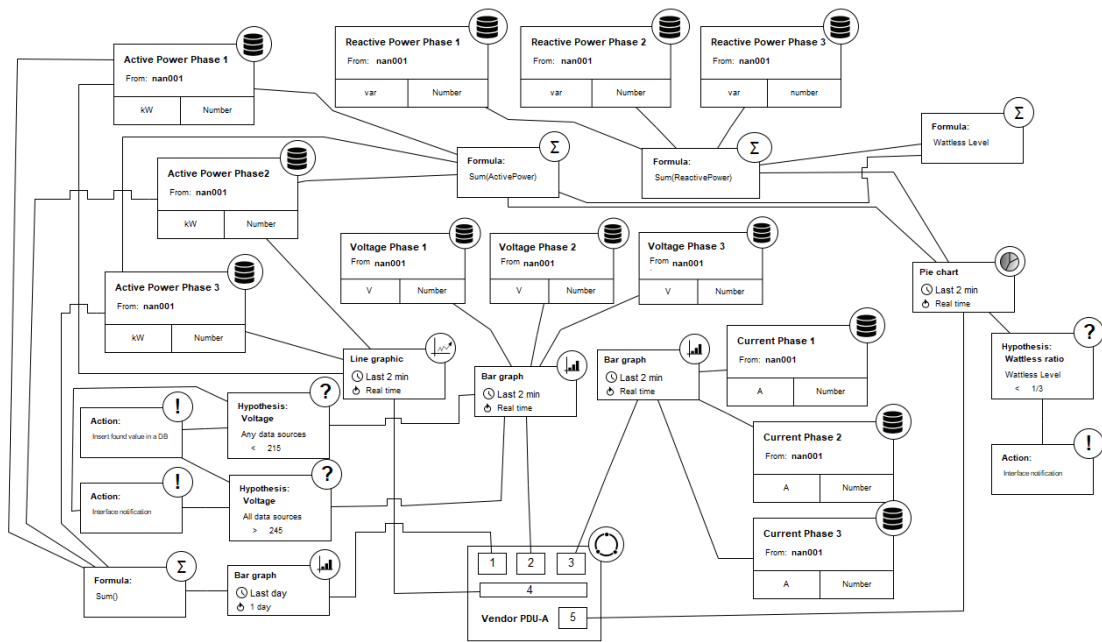 Active Power Phase 1
From: nan001
kW Number
Reactive Power Phase 1
From: nan001
var Number
Reactive Power Phase 2
From: nan001
var Number
Reactive Power Phase 3
From: nan001
var number
Formula:
Wattless Level
Σ
Formula:
Sum(ActivePower)
Σ
Formula:
Sum(ReactivePower)
Σ
Active Power Phase2
From: nan001
kW Number
Voltage Phase 1
From nan001
V Number
Voltage Phase 2
From nan001
V Number
Voltage Phase 3
From nan001
V Number
Pie chart
Last 2 min
Real time
Active Power Phase 3
From: nan001
kW Number
Line graphic
Last 2 min
Real time
Bar graph
Last 2 min
Real time
Bar graph
Last 2 min
Real time
Current Phase 1
From: nan001
A Number
Hypothesis:
Wattless ratio
Wattless Level
< 1/3
?
Action:
Insert found value in a DB
!
Hypothesis:
Voltage
Any data sources
< 215
?
Current Phase 2
From: nan001
A Number
Action:
Interface notification
!
Action:
Interface notification
!
Hypothesis:
Voltage
All data sources
> 245
?
Current Phase 3
From: nan001
A Number
Formula:
Sum()
Σ
Bar graph
Last day
1 day
1 2 3
4
Vendor PDU-A 5